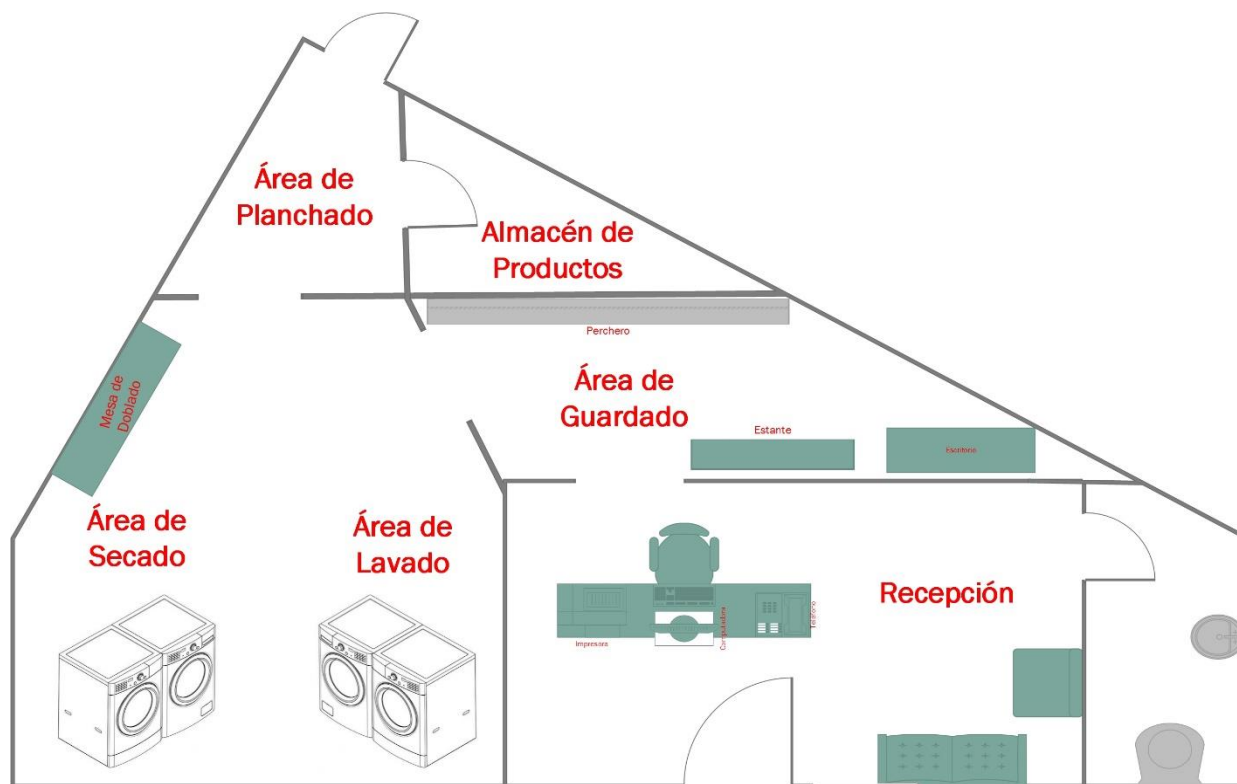 Área de
Planchado
Almacén de
Productos
Perchero
Mesa de
Doblado
Área de
Guardado
Estante
Escritorio
Área de
Secado
Área de
Lavado
Recepción
Impresora
Computadora
Teléfono